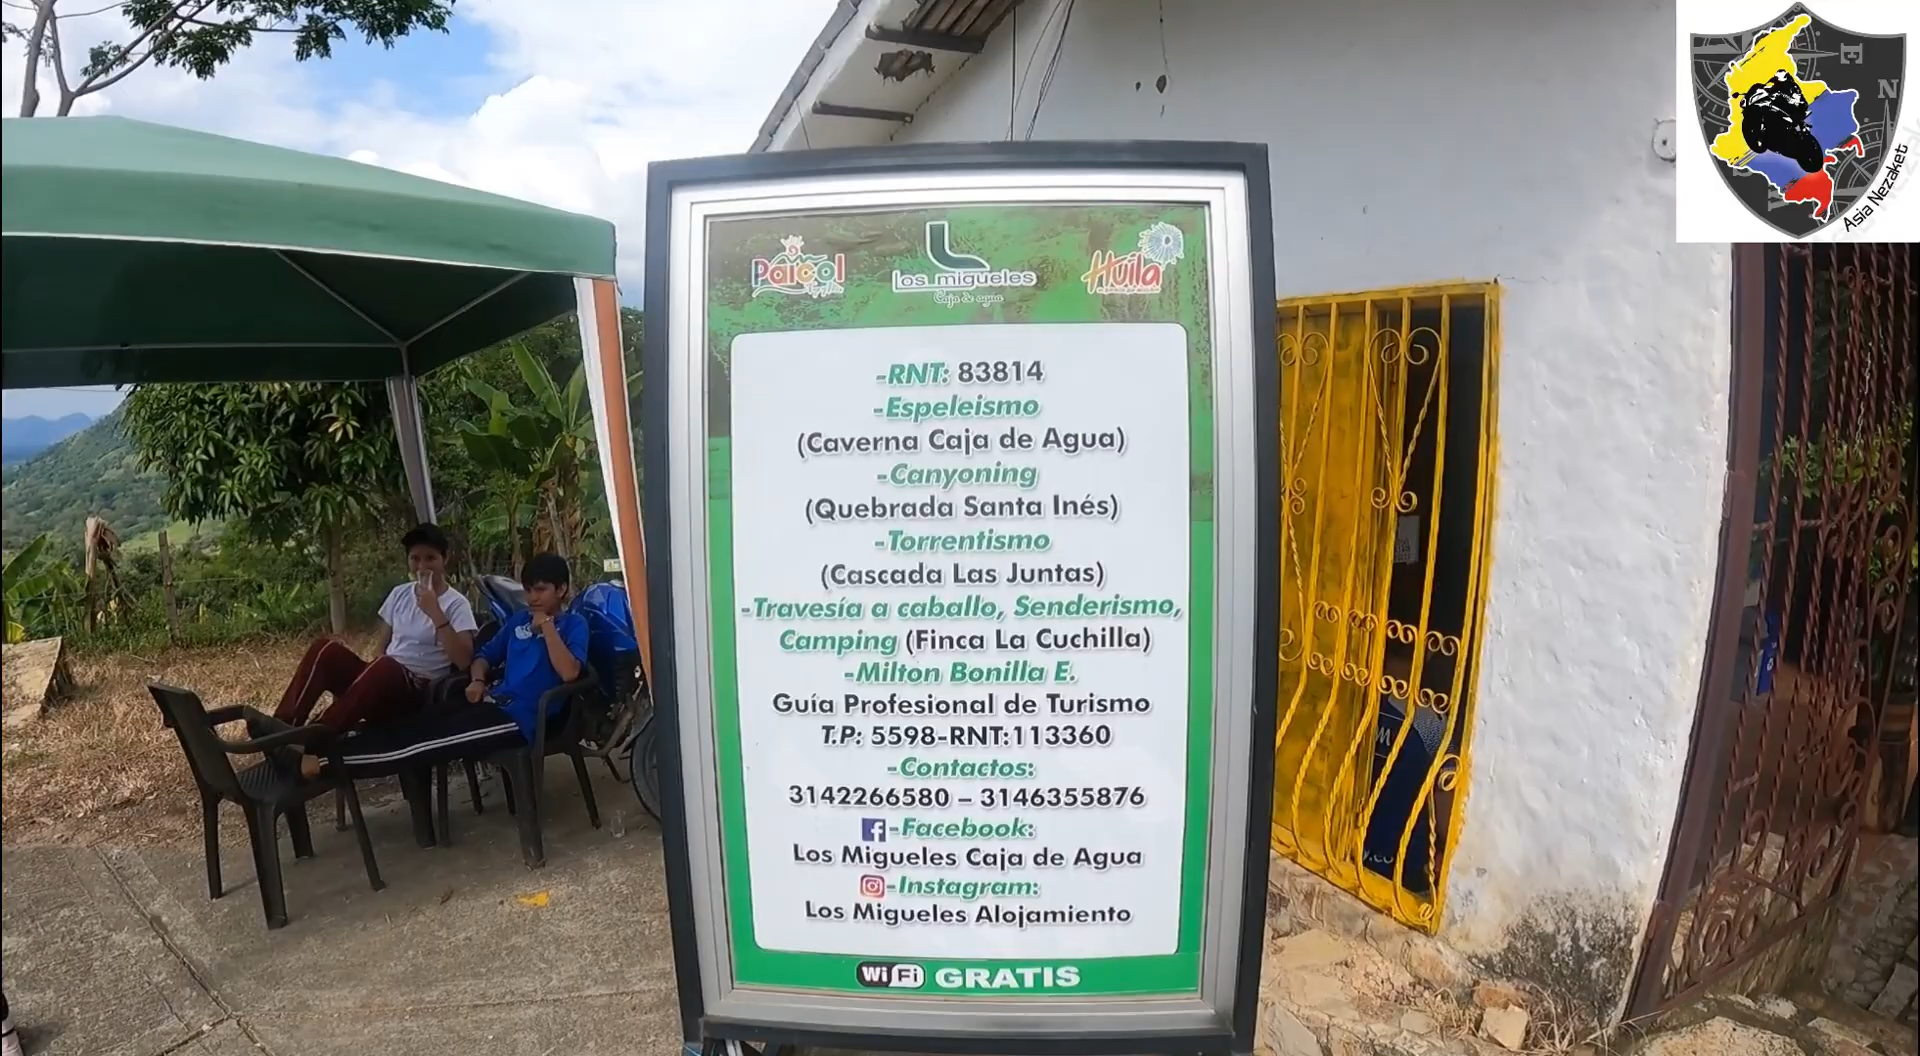 Paicol
Los migueles
Caja de agua
Huila
-RNT: 83814
-Espeleismo
(Caverna Caja de Agua)
-Canyoning
(Quebrada Santa Inés)
-Torrentismo
(Cascada Las Juntas)
-Travesía a caballo, Senderismo,
Camping (Finca La Cuchilla)
-Milton Bonilla E.
Guía Profesional de Turismo
T.P: 5598-RNT:113360
-Contactos:
3142266580 – 3146355876
-Facebook:
Los Migueles Caja de Agua
-Instagram:
Los Migueles Alojamiento
WiFi GRATIS
E
N
S
Asia Nezaket